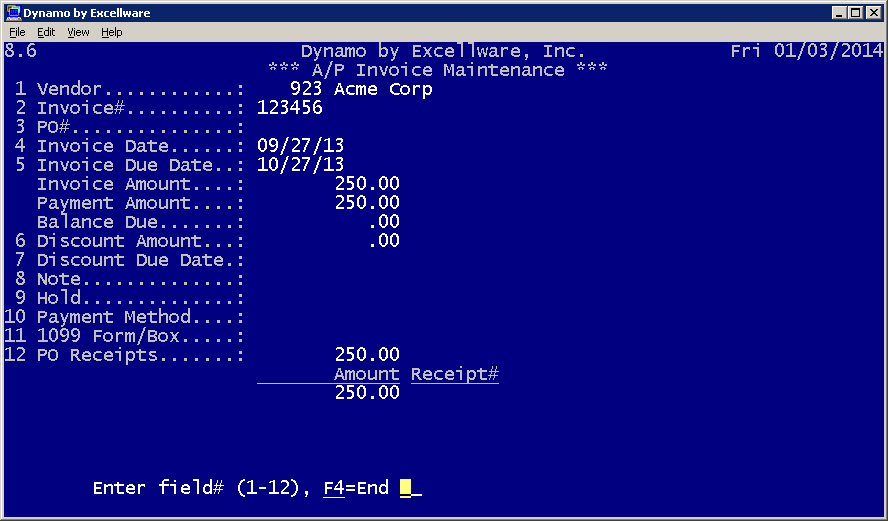 Dynamo by Excellware
File Edit View Help
8.6 Dynamo by Excellware, Inc. Fri 01/03/2014
*** A/P Invoice Maintenance ***
1 Vendor............: 923 Acme Corp
2 Invoice#..........: 123456
3 PO#...............:
4 Invoice Date......: 09/27/13
5 Invoice Due Date..: 10/27/13
Invoice Amount....: 250.00
Payment Amount....: 250.00
Balance Due.......: .00
6 Discount Amount...: .00
7 Discount Due Date.:
8 Note..............:
9 Hold..............:
10 Payment Method....:
11 1099 Form/Box.....:
12 PO Receipts.......: 250.00
Amount Receipt#
250.00
Enter field# (1-12), F4=End